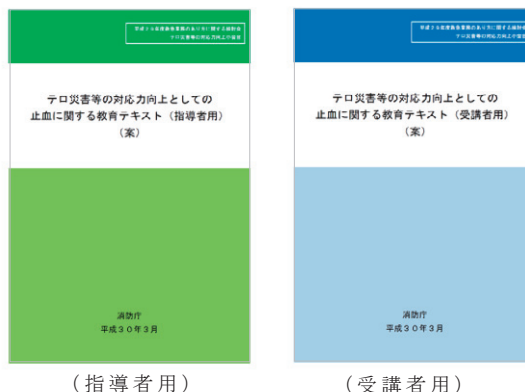 テロ災害等の対応力向上としての
止血に関する教育テキスト（指導者用）
（案）
消防庁
平成３０年３月
（指導者用）
テロ災害等の対応力向上としての
止血に関する教育テキスト（受講者用）
（案）
消防庁
平成３０年３月
（受講者用）